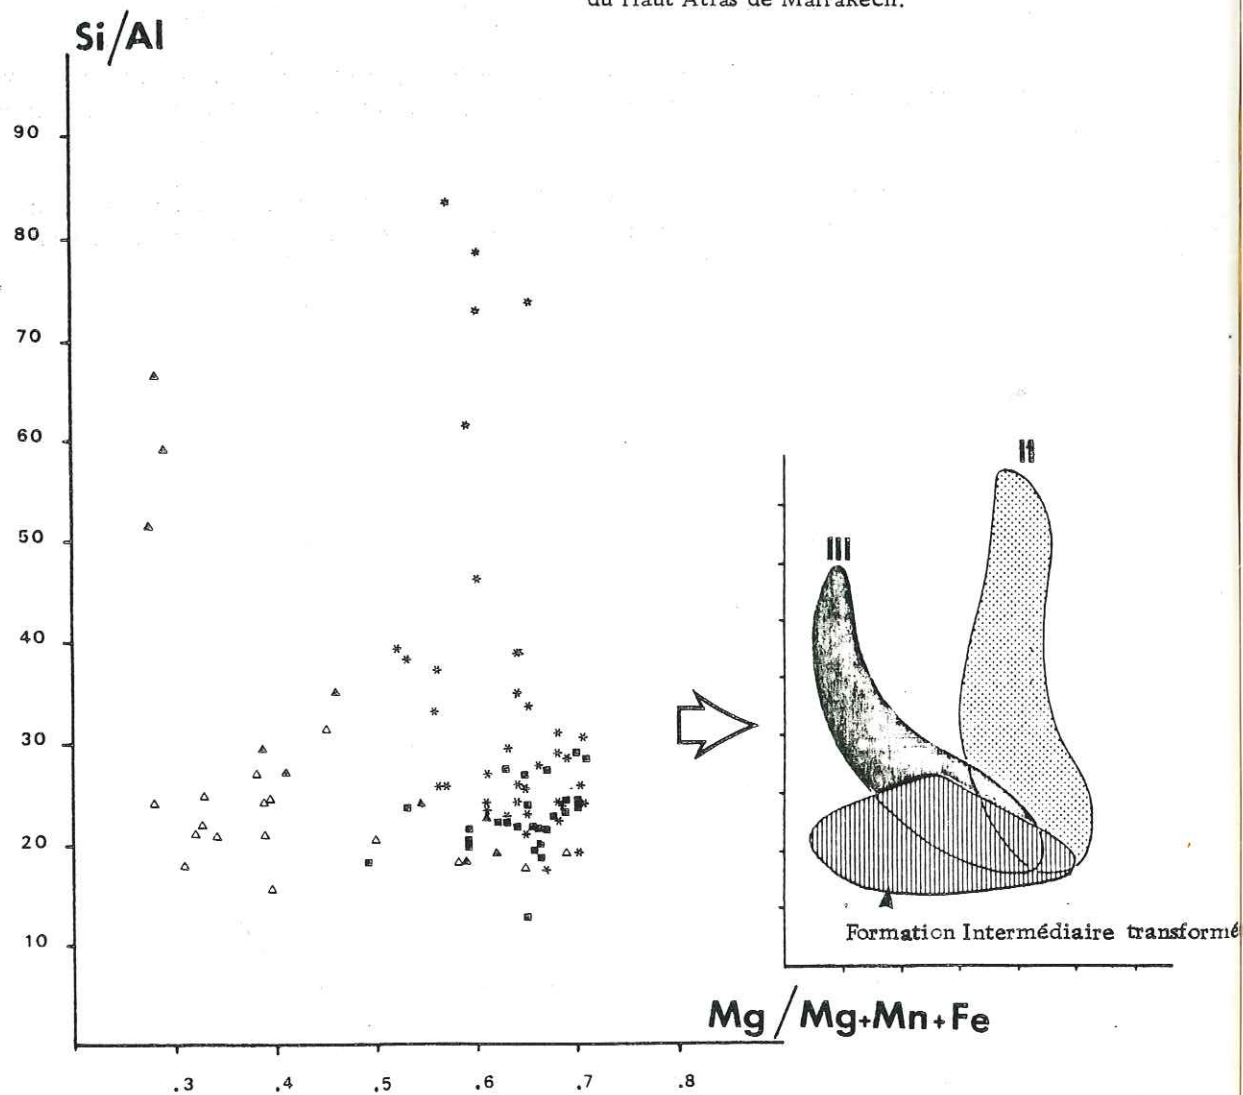 du Haut Atlas de Marrakech.
Si/Al
90
80
70
60
50
40
30
20
10
II
III
Formation Intermédiaire transformé
Mg/Mg+Mn+Fe
.3 .4 .5 .6 .7 .8